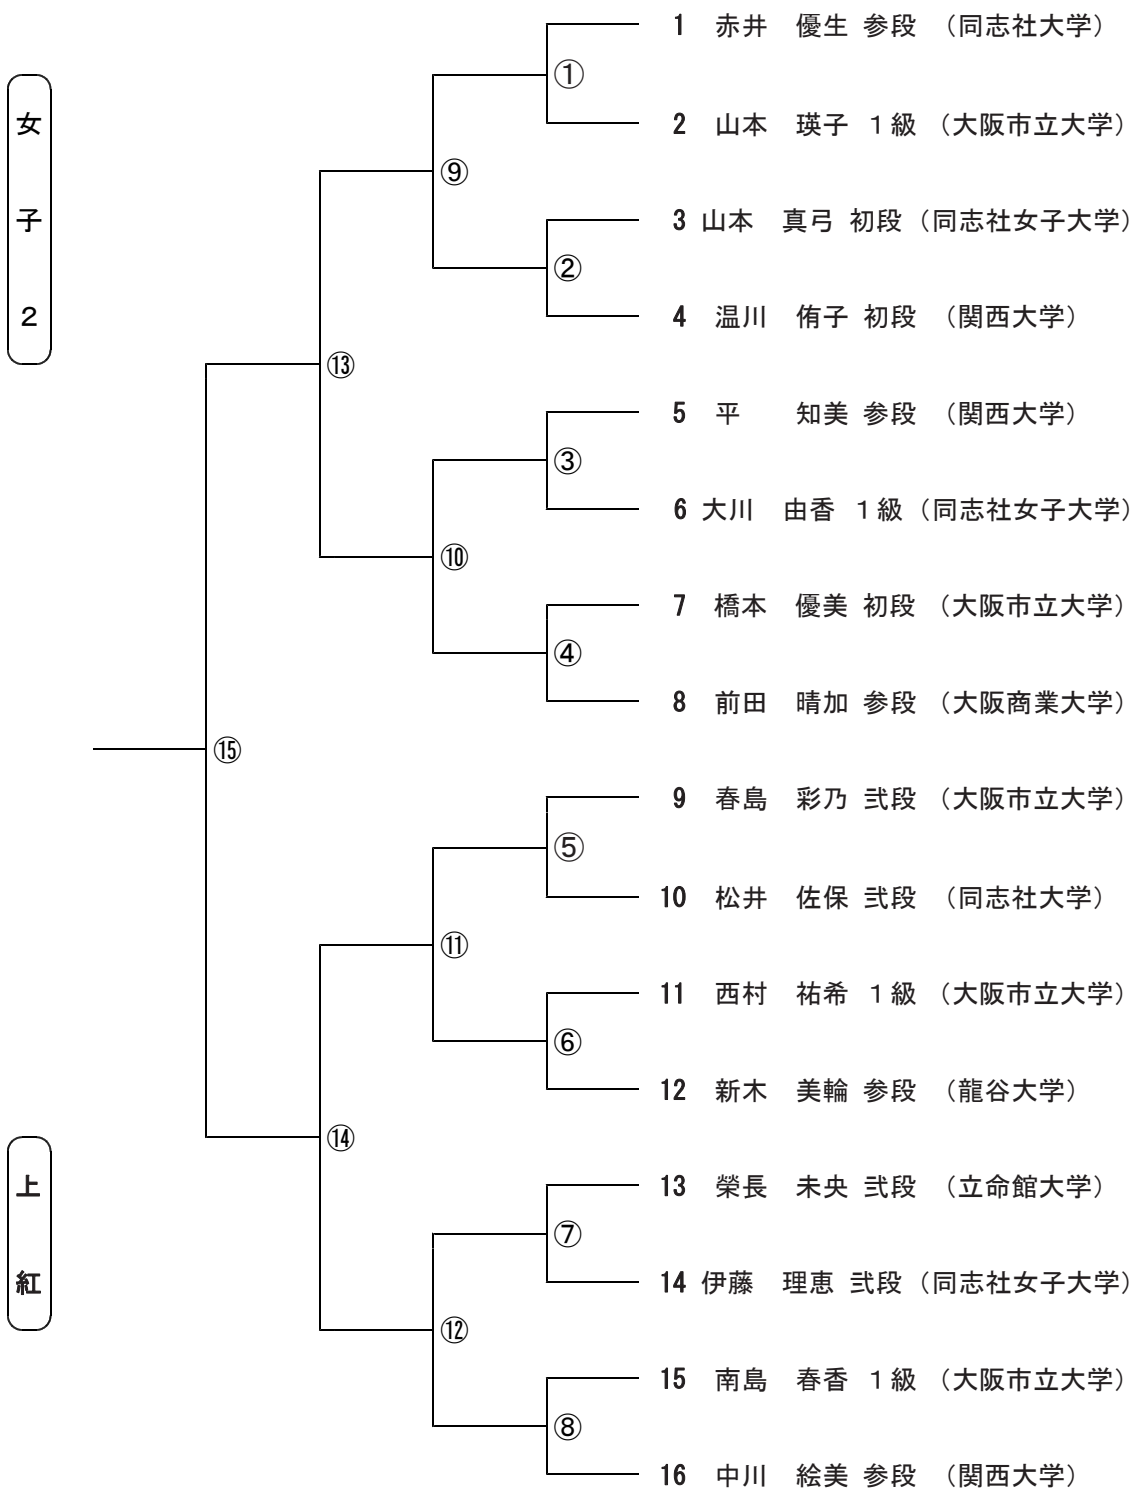 女子2
上紅
1 赤井 優生 参段 （同志社大学）
2 山本 瑛子 １級 （大阪市立大学）
3 山本 真弓 初段 （同志社女子大学）
4 温川 侑子 初段 （関西大学）
5 平 知美 参段 （関西大学）
6 大川 由香 １級 （同志社女子大学）
7 橋本 優美 初段 （大阪市立大学）
8 前田 晴加 参段 （大阪商業大学）
9 春島 彩乃 弐段 （大阪市立大学）
10 松井 佐保 弐段 （同志社大学）
11 西村 祐希 １級 （大阪市立大学）
12 新木 美輪 参段 （龍谷大学）
13 榮長 未央 弐段 （立命館大学）
14 伊藤 理恵 弐段 （同志社女子大学）
15 南島 春香 １級 （大阪市立大学）
16 中川 絵美 参段 （関西大学）
①
②
③
④
⑤
⑥
⑦
⑧
⑨
⑩
⑪
⑫
⑬
⑭
⑮